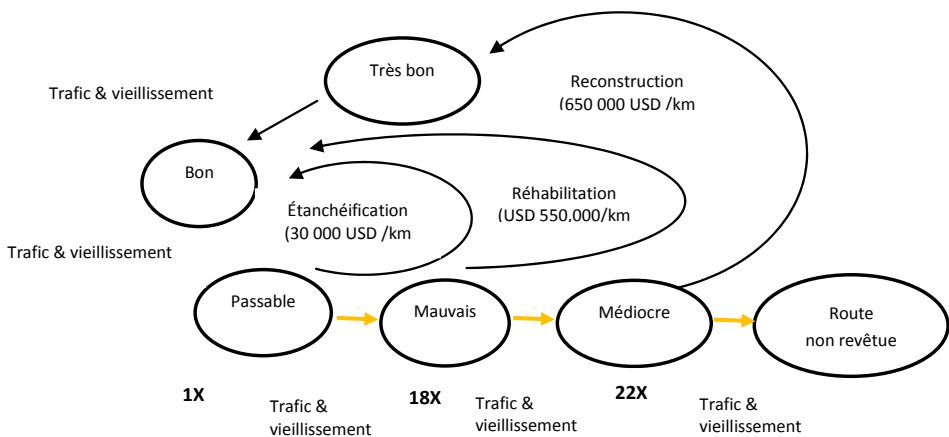 Très bon
Reconstruction
(650 000 USD /km
Trafic & vieillissement
Bon
Étanchéification
(30 000 USD /km
Réhabilitation
(USD 550,000/km
Trafic & vieillissement
Passable
Mauvais
Médiocre
Route
non revêtue
1X
18X
22X
Trafic &
vieillissement
Trafic &
vieillissement
Trafic &
vieillissement